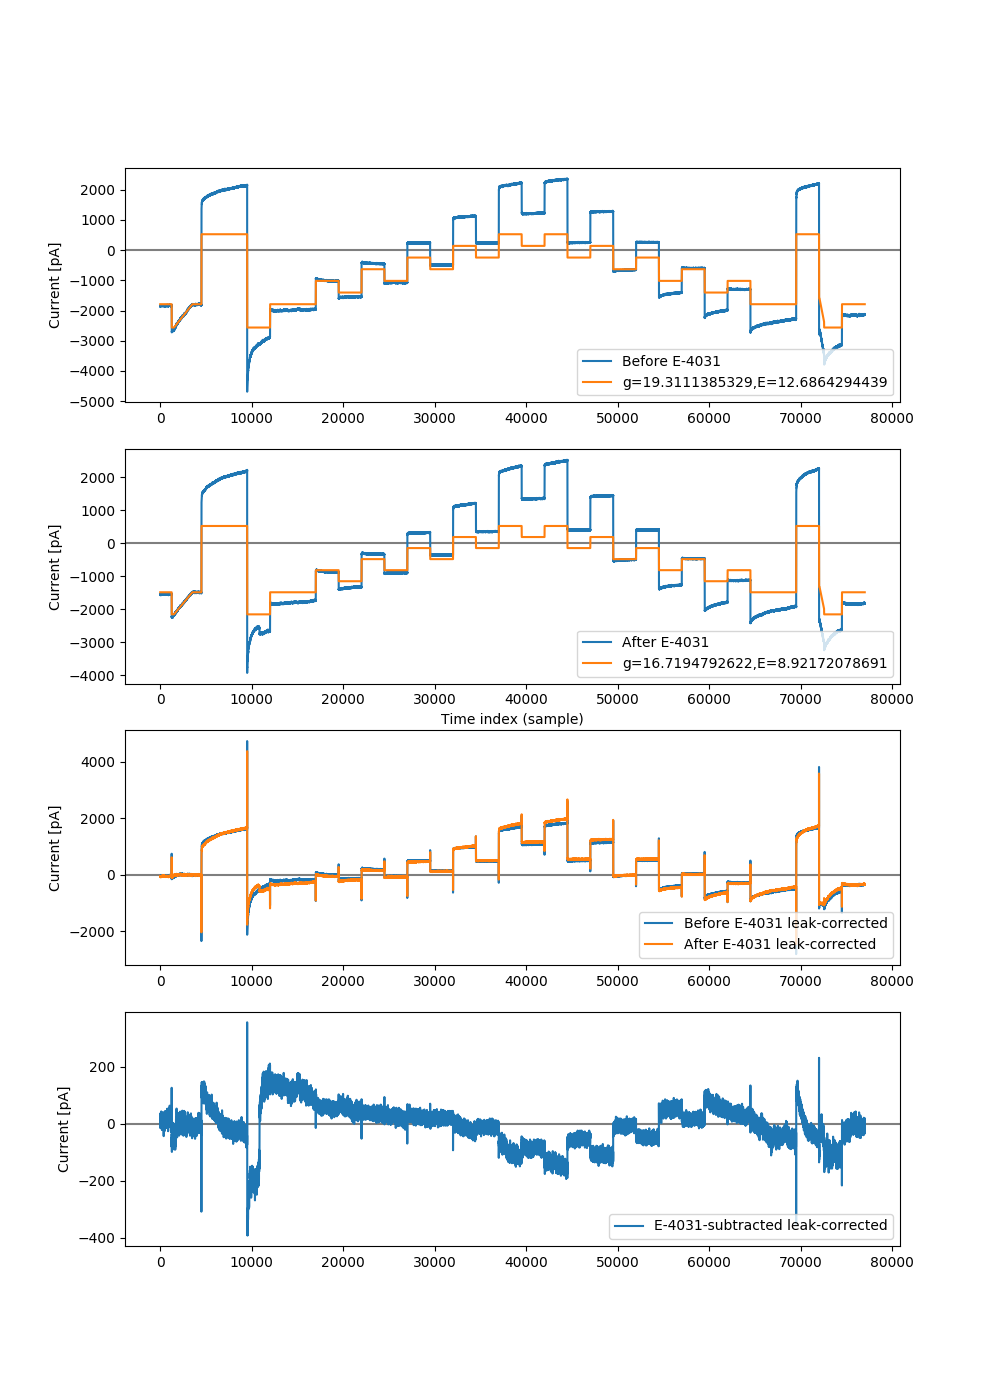 2000
1000
0
−1000
−2000
−3000
−4000
−5000
Current [pA]
Before E-4031
g=19.3111385329,E=12.6864294439
0 10000 20000 30000 40000 50000 60000 70000 80000
2000
1000
0
−1000
−2000
−3000
−4000
Current [pA]
After E-4031
g=16.7194792622,E=8.92172078691
0 10000 20000 30000 40000 50000 60000 70000 80000
Time index (sample)
4000
2000
0
−2000
Current [pA]
Before E-4031 leak-corrected
After E-4031 leak-corrected
0 10000 20000 30000 40000 50000 60000 70000 80000
200
0
−200
−400
Current [pA]
E-4031-subtracted leak-corrected
0 10000 20000 30000 40000 50000 60000 70000 80000